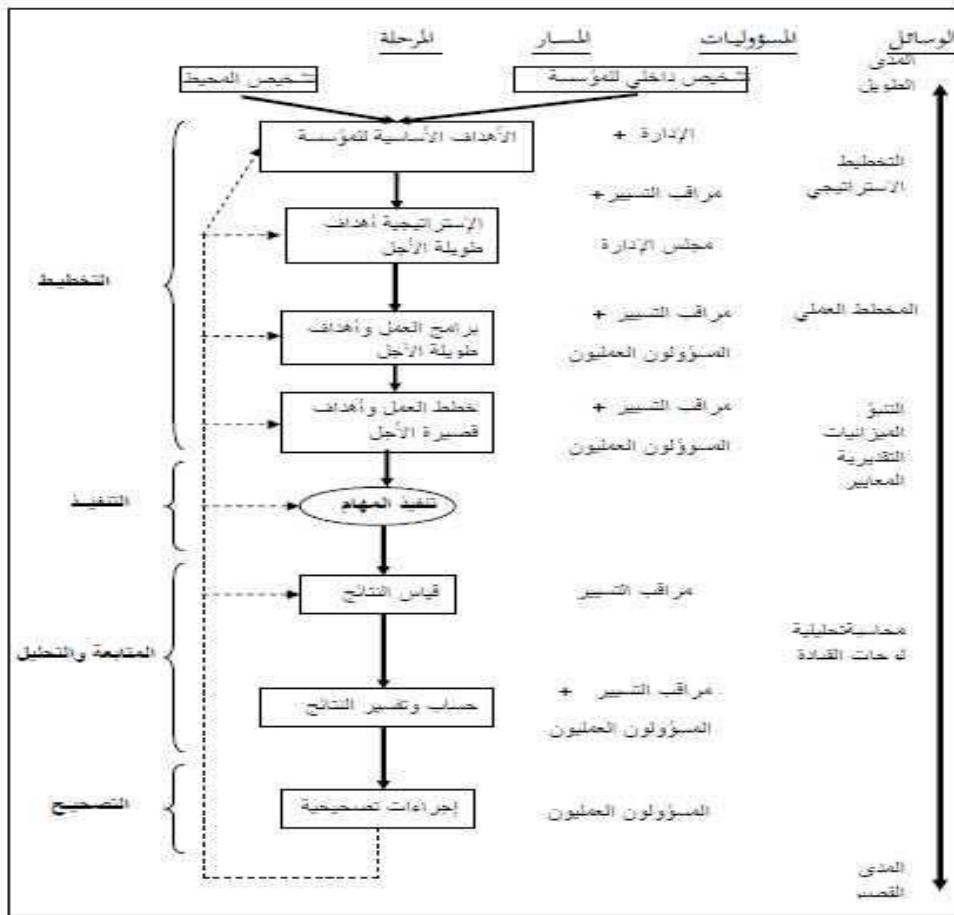 الوسائل المسؤوليات المسار المرحلة
المدى
الطويل
تشخيص داخلي للمؤسسة تشخيص المحيط
الأهداف الأساسية للمؤسسة
الإدارة +
التخطيط
الاستراتيجي
مراقب التسيير+
الإستراتيجية أهداف
طويلة الأجل
مجلس الإدارة
التخطيط
المخطط العملي
مراقب التسيير +
برامج العمل وأهداف
طويلة الأجل
المسؤولون العمليون
مراقب التسيير +
خطط العمل وأهداف
قصيرة الأجل
المسوؤلون العمليون
التنبؤ
الميزانيات
التقديرية
المعايير
تنفيذ المهام
التنفيذ
قياس النتائج
مراقب التسيير
محاسبة تحليلية
لوحات القيادة
المتابعة والتحليل
مراقب التسيير +
حساب وتفسير النتائج
المسؤولون العمليون
إجراءات تصحيحية
المسؤولون العمليون
التصحيح
المدى